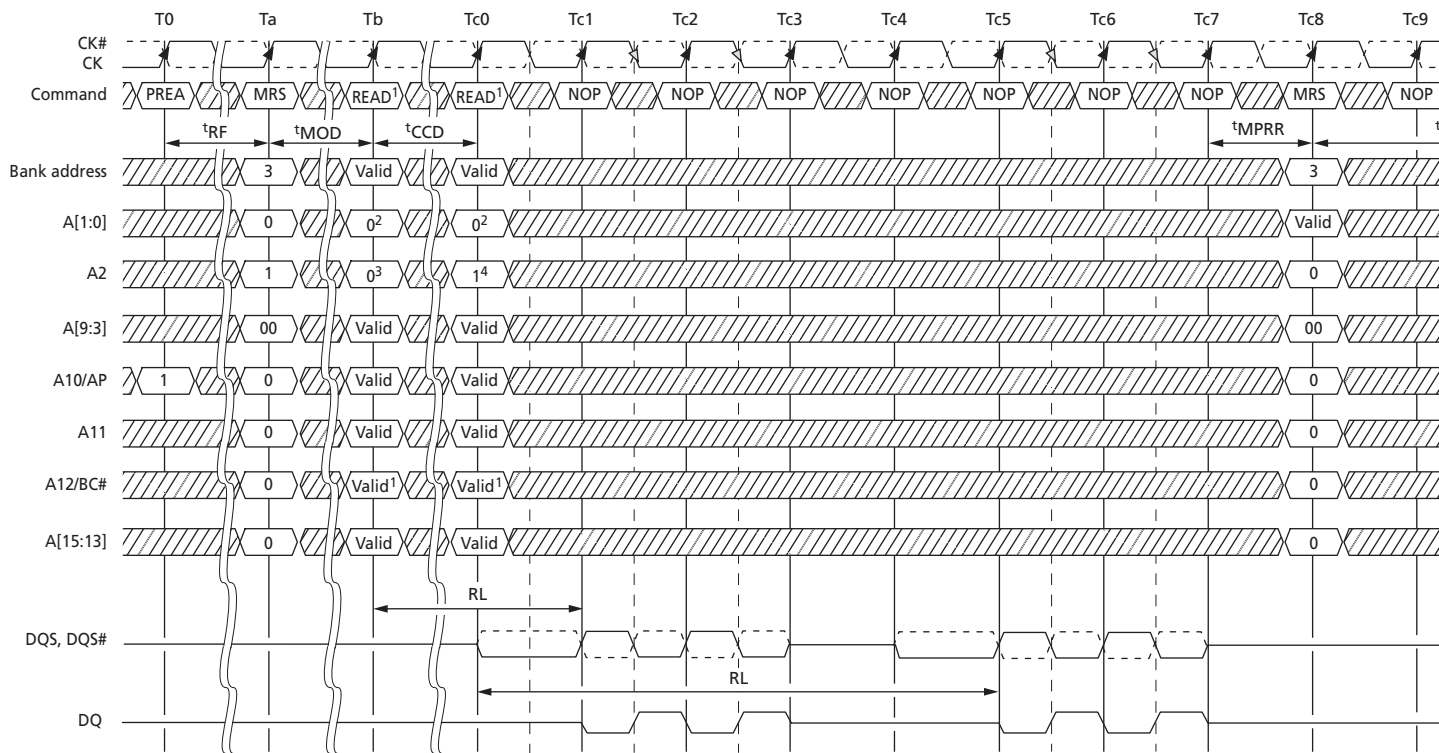 T0 Ta Tb Tc0 Tc1 Tc2 Tc3 Tc4 Tc5 Tc6 Tc7 Tc8 Tc9
CK#
CK
Command PREA MRS READ¹ READ¹ NOP NOP NOP NOP NOP NOP NOP MRS NOP
ᵗRF ᵗMOD ᵗCCD ᵗMPRR ᵗ
Bank address 3 Valid Valid 3
A[1:0] 0 0² 0² Valid
A2 1 0³ 1⁴ 0
A[9:3] 00 Valid Valid 00
A10/AP 1 0 Valid Valid 0
A11 0 Valid Valid 0
A12/BC# 0 Valid¹ Valid¹ 0
A[15:13] 0 Valid Valid 0
RL
DQS, DQS#
RL
DQ